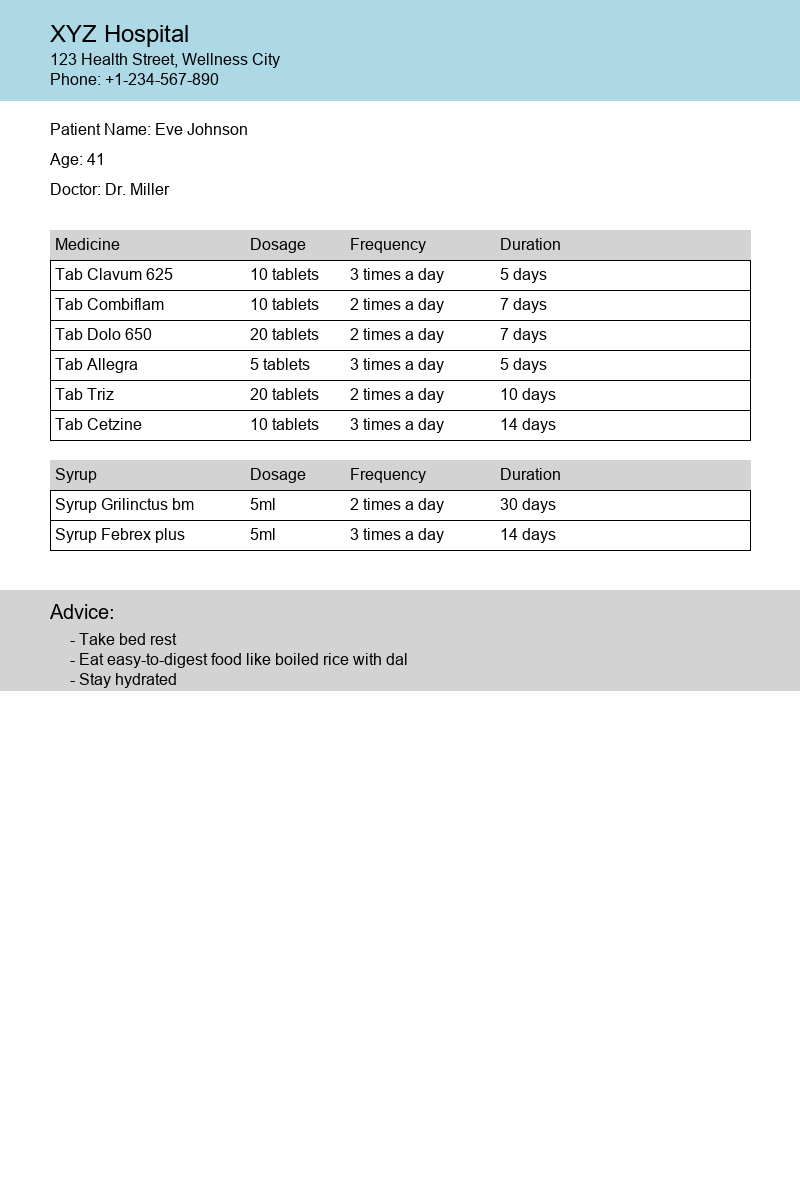 XYZ Hospital
123 Health Street, Wellness City
Phone: +1-234-567-890
Patient Name: Eve Johnson
Age: 41
Doctor: Dr. Miller
Medicine Dosage Frequency Duration
Tab Clavum 625 10 tablets 3 times a day 5 days
Tab Combiflam 10 tablets 2 times a day 7 days
Tab Dolo 650 20 tablets 2 times a day 7 days
Tab Allegra 5 tablets 3 times a day 5 days
Tab Triz 20 tablets 2 times a day 10 days
Tab Cetzine 10 tablets 3 times a day 14 days
Syrup Dosage Frequency Duration
Syrup Grilinctus bm 5ml 2 times a day 30 days
Syrup Febrex plus 5ml 3 times a day 14 days
Advice:
- Take bed rest
- Eat easy-to-digest food like boiled rice with dal
- Stay hydrated